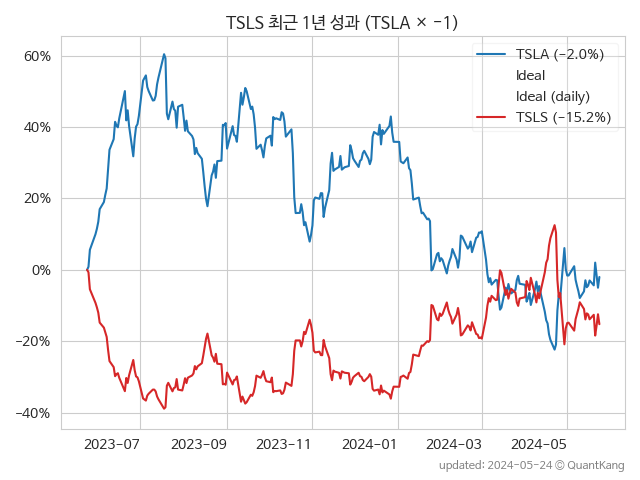 TSLS 최근 1년 성과 (TSLA × −1)
TSLA (−2.0%)
Ideal
Ideal (daily)
TSLS (−15.2%)
60%
40%
20%
0%
−20%
−40%
2023−07
2023−09
2023−11
2024−01
2024−03
2024−05
updated: 2024−05−24 © QuantKang